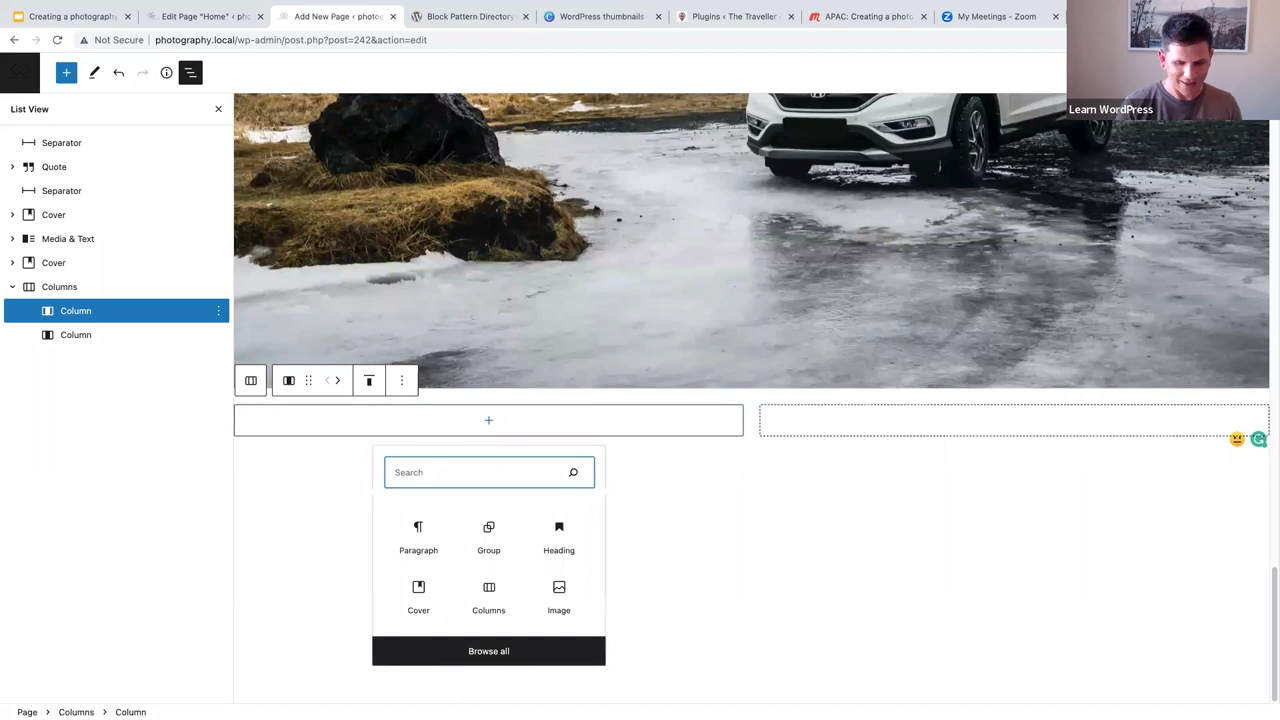 Creating a photography
Edit Page "Home" ‹ pho
Add New Page ‹ photog
Block Pattern Directory
WordPress thumbnails
Plugins ‹ The Traveller
APAC: Creating a photo
My Meetings - Zoom
Not Secure
photography.local/wp-admin/post.php?post=242&action=edit
Learn WordPress
List View
Separator
Quote
Separator
Cover
Media & Text
Cover
Columns
Column
Column
Search
Paragraph
Group
Heading
Cover
Columns
Image
Browse all
Page
Columns
Column